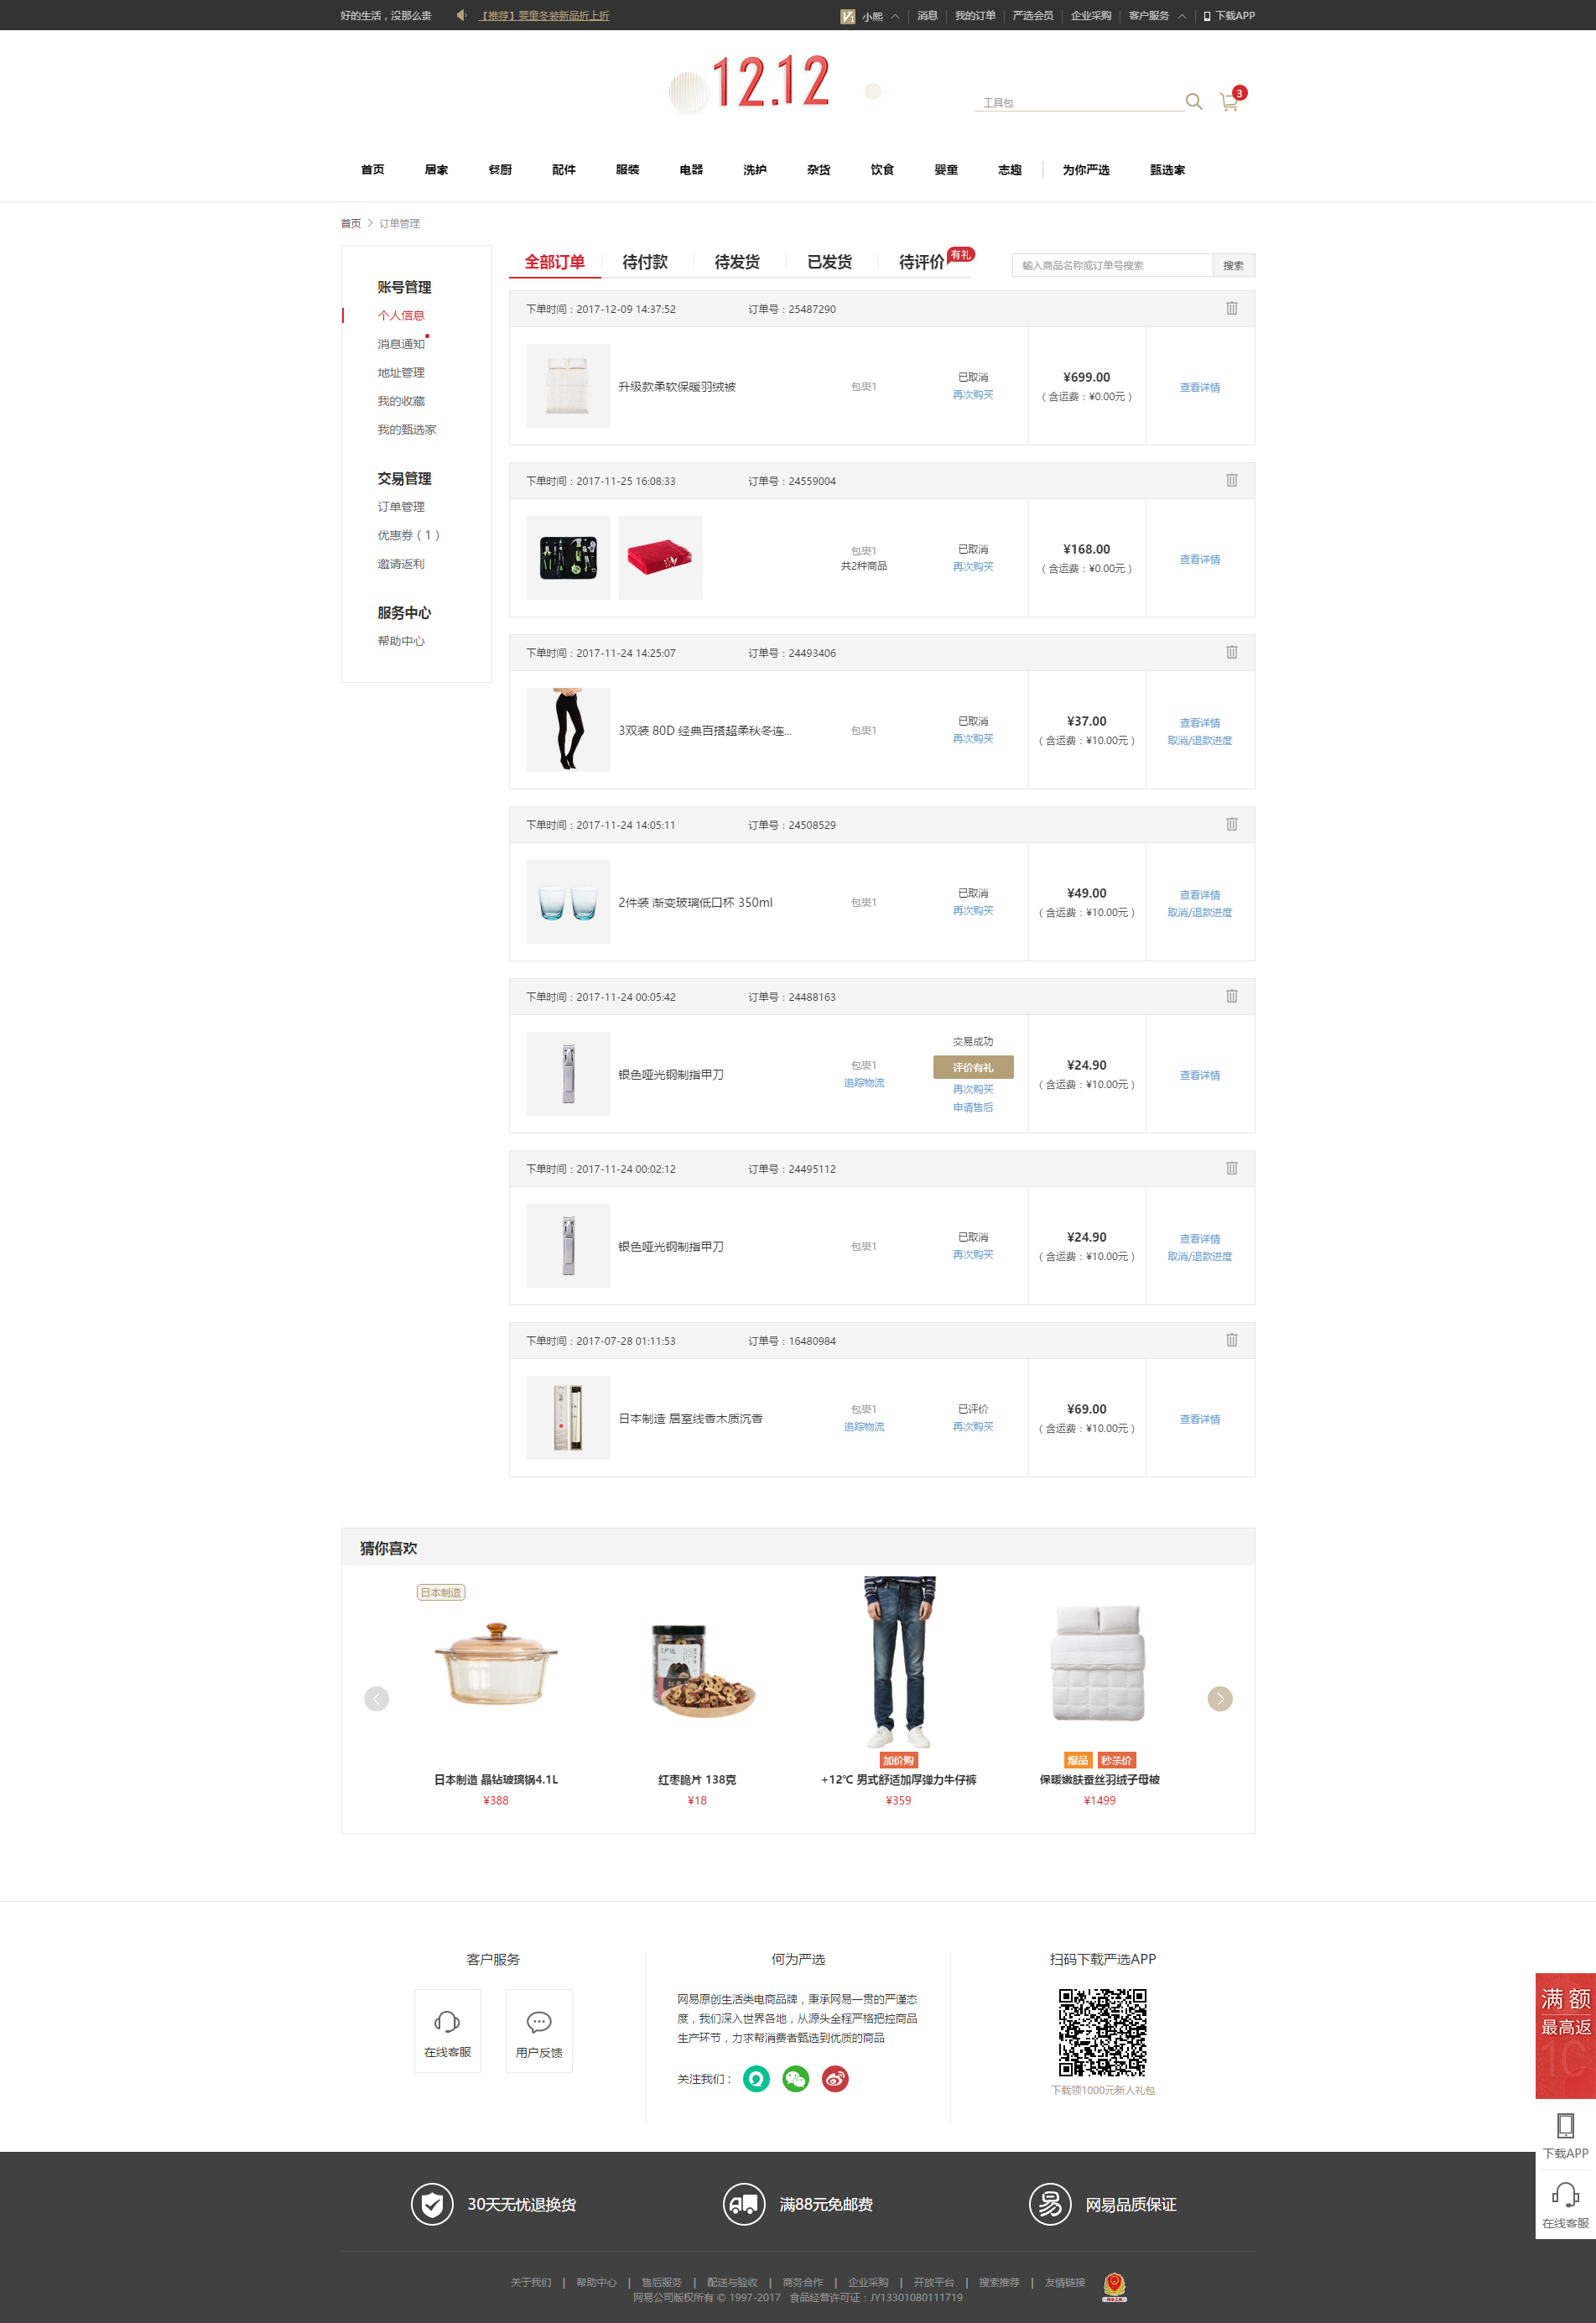 好的生活，没那么贵 【推荐】婴童冬装新品折上折 V1 小熙 消息 我的订单 严选会员 企业采购 客户服务 下载APP
12.12
工具包 3
首页 居家 餐厨 配件 服装 电器 洗护 杂货 饮食 婴童 志趣 为你严选 甄选家
首页 > 订单管理
账号管理
个人信息
消息通知
地址管理
我的收藏
我的甄选家
交易管理
订单管理
优惠券（1）
邀请返利
服务中心
帮助中心
全部订单 待付款 待发货 已发货 待评价 有礼 输入商品名称或订单号搜索 搜索
下单时间：2017-12-09 14:37:52 订单号：25487290
升级款柔软保暖羽绒被 包裹1 已取消 ¥699.00 查看详情
再次购买 （含运费：¥0.00元）
下单时间：2017-11-25 16:08:33 订单号：24559004
包裹1 已取消 ¥168.00 查看详情
共2种商品 再次购买 （含运费：¥0.00元）
下单时间：2017-11-24 14:25:07 订单号：24493406
3双装 80D 经典百搭超柔秋冬连... 包裹1 已取消 ¥37.00 查看详情
再次购买 （含运费：¥10.00元） 取消/退款进度
下单时间：2017-11-24 14:05:11 订单号：24508529
2件装 渐变玻璃低口杯 350ml 包裹1 已取消 ¥49.00 查看详情
再次购买 （含运费：¥10.00元） 取消/退款进度
下单时间：2017-11-24 00:05:42 订单号：24488163
交易成功
银色哑光钢制指甲刀 包裹1 评价有礼 ¥24.90 查看详情
追踪物流 再次购买 （含运费：¥10.00元）
申请售后
下单时间：2017-11-24 00:02:12 订单号：24495112
银色哑光钢制指甲刀 包裹1 已取消 ¥24.90 查看详情
再次购买 （含运费：¥10.00元） 取消/退款进度
下单时间：2017-07-28 01:11:53 订单号：16480984
日本制造 居室线香木质沉香 包裹1 已评价 ¥69.00 查看详情
追踪物流 再次购买 （含运费：¥10.00元）
猜你喜欢
日本制造
加价购 爆品 秒杀价
日本制造 晶钻玻璃锅4.1L 红枣脆片 138克 +12℃ 男式舒适加厚弹力牛仔裤 保暖嫩肤蚕丝羽绒子母被
¥388 ¥18 ¥359 ¥1499
客户服务
在线客服 用户反馈
何为严选
网易原创生活类电商品牌，秉承网易一贯的严谨态
度，我们深入世界各地，从源头全程严格把控商品
生产环节，力求帮消费者甄选到优质的商品
关注我们：
扫码下载严选APP
下载领1000元新人礼包
满额
最高返
下载APP
在线客服
30天无忧退换货 满88元免邮费 易 网易品质保证
关于我们 | 帮助中心 | 售后服务 | 配送与验收 | 商务合作 | 企业采购 | 开放平台 | 搜索推荐 | 友情链接
网易公司版权所有 © 1997-2017 食品经营许可证：JY13301080111719